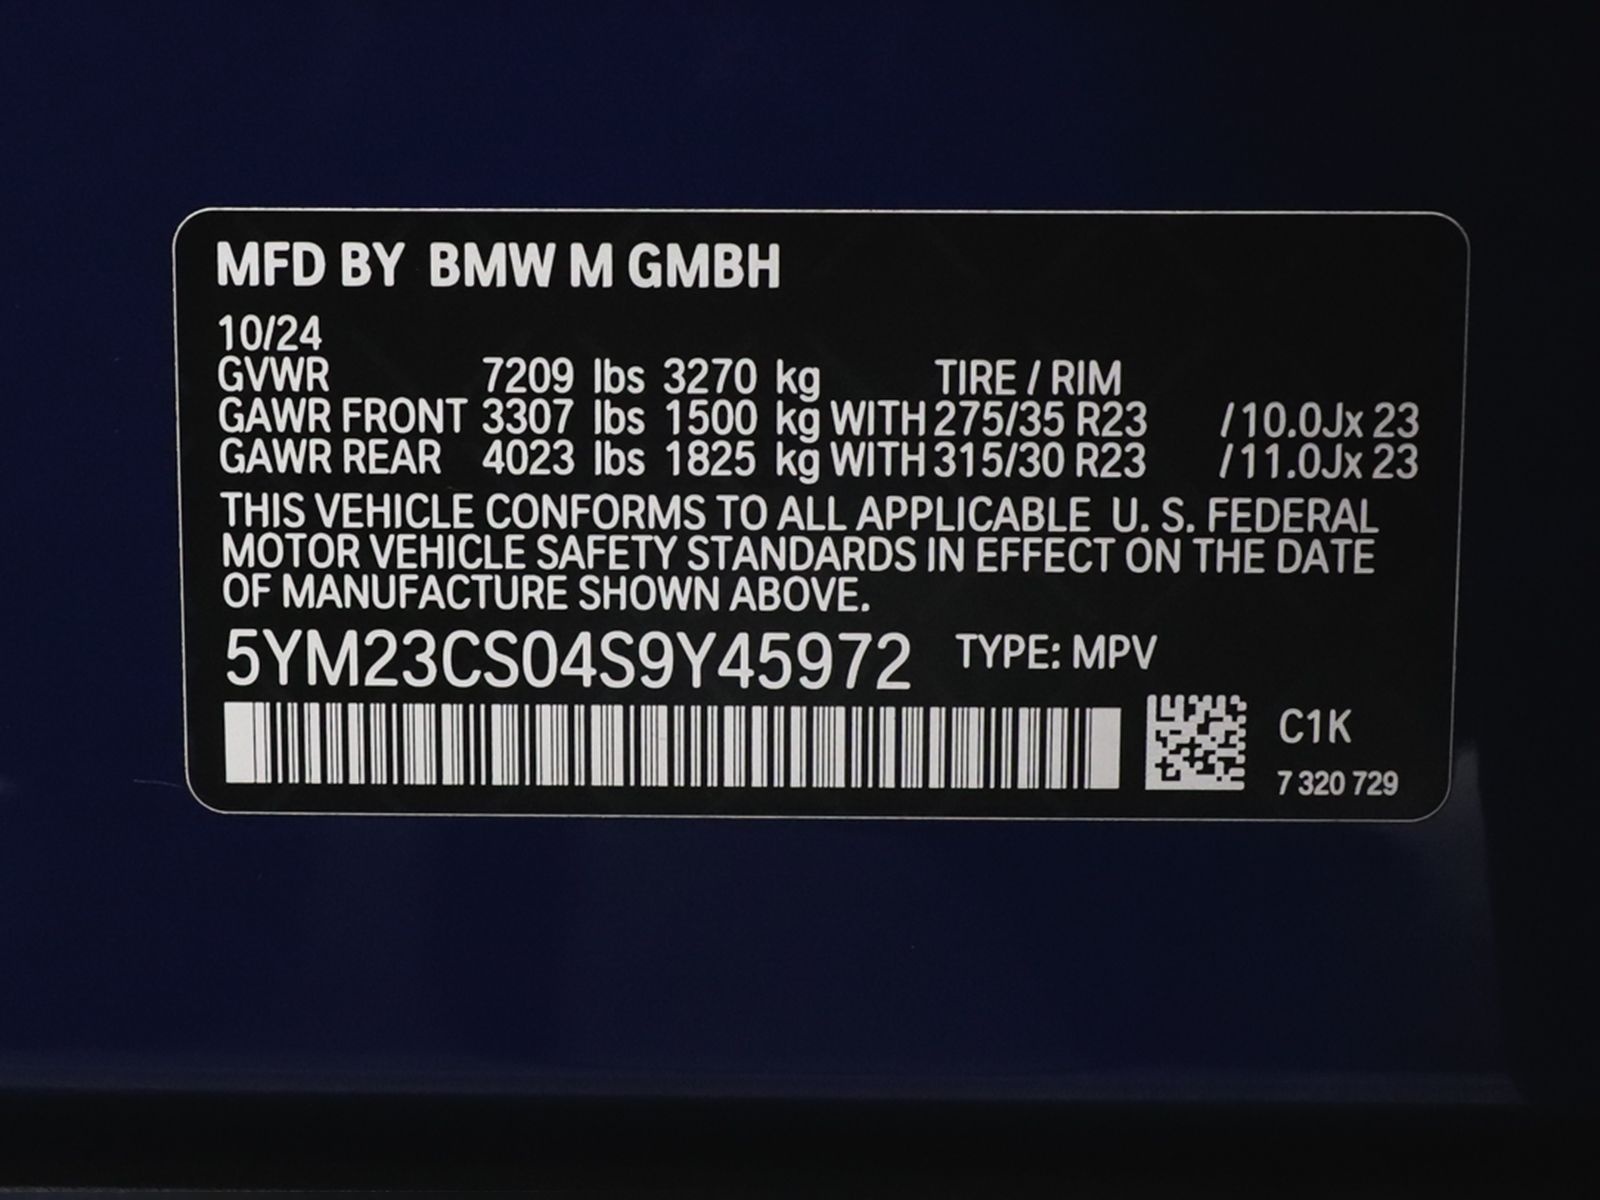 MFD BY BMW M GMBH
10/24
GVWR 7209 lbs 3270 kg TIRE / RIM
GAWR FRONT 3307 lbs 1500 kg WITH 275/35 R23 / 10.0Jx 23
GAWR REAR 4023 lbs 1825 kg WITH 315/30 R23 / 11.0Jx 23
THIS VEHICLE CONFORMS TO ALL APPLICABLE U. S. FEDERAL
MOTOR VEHICLE SAFETY STANDARDS IN EFFECT ON THE DATE
OF MANUFACTURE SHOWN ABOVE.
5YM23CS04S9Y45972 TYPE: MPV
C1K
7 320 729